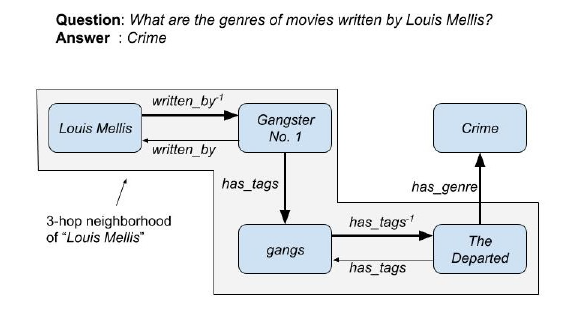 Question: What are the genres of movies written by Louis Mellis?
Answer : Crime
written_by-1
Louis Mellis
Gangster
No. 1
Crime
written_by
has_tags
has_genre
3-hop neighborhood
of "Louis Mellis"
has_tags-1
gangs
The
Departed
has_tags